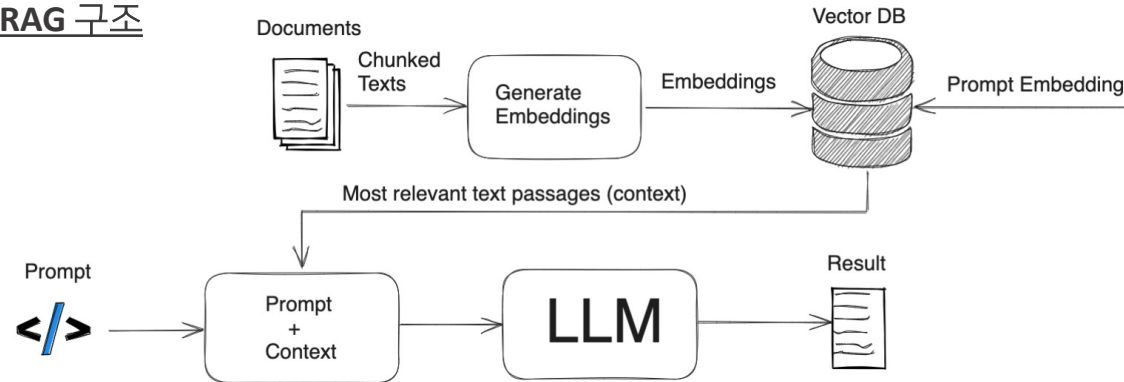 RAG 구조
Documents
Chunked
Texts
Generate
Embeddings
Embeddings
Vector DB
Prompt Embedding
Most relevant text passages (context)
Prompt
</>
Prompt
+
Context
LLM
Result